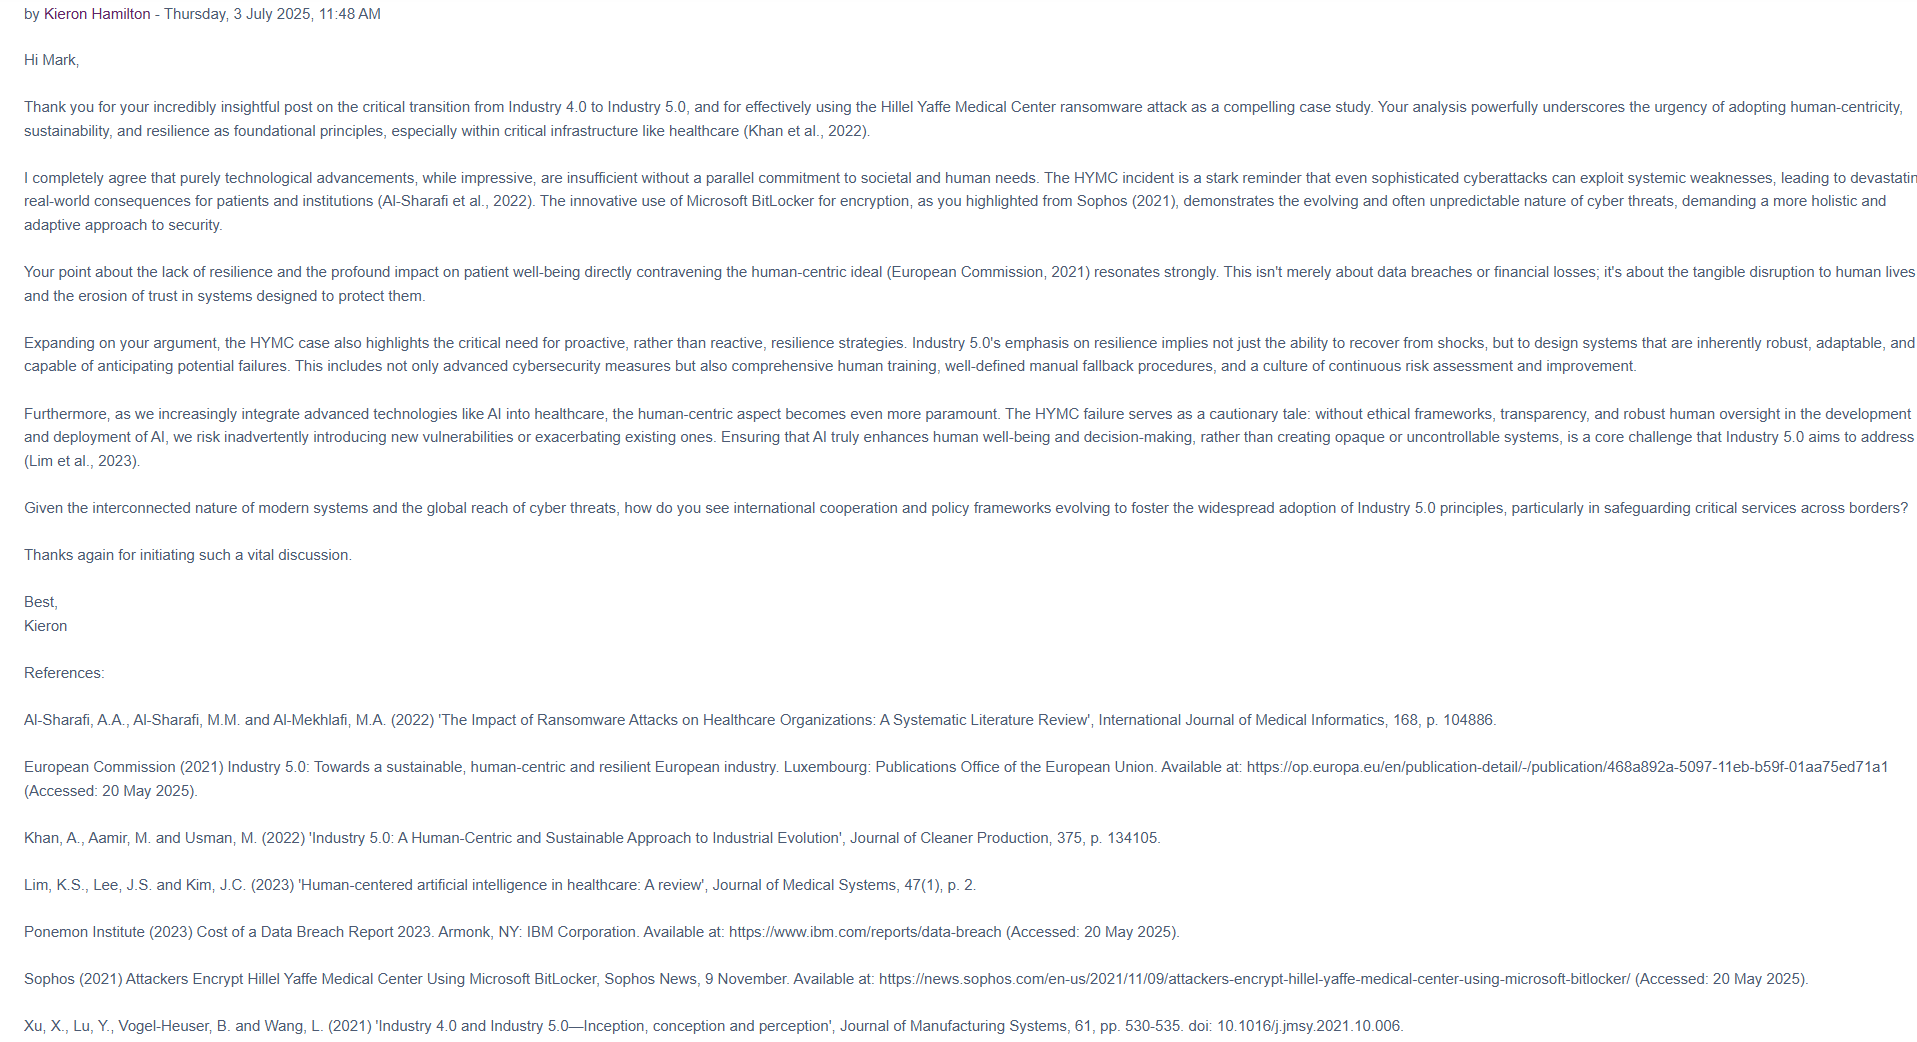 by Kieron Hamilton - Thursday, 3 July 2025, 11:48 AM
Hi Mark,
Thank you for your incredibly insightful post on the critical transition from Industry 4.0 to Industry 5.0, and for effectively using the Hillel Yaffe Medical Center ransomware attack as a compelling case study. Your analysis powerfully underscores the urgency of adopting human-centricity,
sustainability, and resilience as foundational principles, especially within critical infrastructure like healthcare (Khan et al., 2022).
I completely agree that purely technological advancements, while impressive, are insufficient without a parallel commitment to societal and human needs. The HYMC incident is a stark reminder that even sophisticated cyberattacks can exploit systemic weaknesses, leading to devastatin
real-world consequences for patients and institutions (Al-Sharafi et al., 2022). The innovative use of Microsoft BitLocker for encryption, as you highlighted from Sophos (2021), demonstrates the evolving and often unpredictable nature of cyber threats, demanding a more holistic and
adaptive approach to security.
Your point about the lack of resilience and the profound impact on patient well-being directly contravening the human-centric ideal (European Commission, 2021) resonates strongly. This isn't merely about data breaches or financial losses; it's about the tangible disruption to human lives
and the erosion of trust in systems designed to protect them.
Expanding on your argument, the HYMC case also highlights the critical need for proactive, rather than reactive, resilience strategies. Industry 5.0's emphasis on resilience implies not just the ability to recover from shocks, but to design systems that are inherently robust, adaptable, and
capable of anticipating potential failures. This includes not only advanced cybersecurity measures but also comprehensive human training, well-defined manual fallback procedures, and a culture of continuous risk assessment and improvement.
Furthermore, as we increasingly integrate advanced technologies like AI into healthcare, the human-centric aspect becomes even more paramount. The HYMC failure serves as a cautionary tale: without ethical frameworks, transparency, and robust human oversight in the development
and deployment of AI, we risk inadvertently introducing new vulnerabilities or exacerbating existing ones. Ensuring that AI truly enhances human well-being and decision-making, rather than creating opaque or uncontrollable systems, is a core challenge that Industry 5.0 aims to address
(Lim et al., 2023).
Given the interconnected nature of modern systems and the global reach of cyber threats, how do you see international cooperation and policy frameworks evolving to foster the widespread adoption of Industry 5.0 principles, particularly in safeguarding critical services across borders?
Thanks again for initiating such a vital discussion.
Best,
Kieron
References:
Al-Sharafi, A.A., Al-Sharafi, M.M. and Al-Mekhlafi, M.A. (2022) 'The Impact of Ransomware Attacks on Healthcare Organizations: A Systematic Literature Review', International Journal of Medical Informatics, 168, p. 104886.
European Commission (2021) Industry 5.0: Towards a sustainable, human-centric and resilient European industry. Luxembourg: Publications Office of the European Union. Available at: https://op.europa.eu/en/publication-detail/-/publication/468a892a-5097-11eb-b59f-01aa75ed71a1
(Accessed: 20 May 2025).
Khan, A., Aamir, M. and Usman, M. (2022) 'Industry 5.0: A Human-Centric and Sustainable Approach to Industrial Evolution', Journal of Cleaner Production, 375, p. 134105.
Lim, K.S., Lee, J.S. and Kim, J.C. (2023) 'Human-centered artificial intelligence in healthcare: A review', Journal of Medical Systems, 47(1), p. 2.
Ponemon Institute (2023) Cost of a Data Breach Report 2023. Armonk, NY: IBM Corporation. Available at: https://www.ibm.com/reports/data-breach (Accessed: 20 May 2025).
Sophos (2021) Attackers Encrypt Hillel Yaffe Medical Center Using Microsoft BitLocker, Sophos News, 9 November. Available at: https://news.sophos.com/en-us/2021/11/09/attackers-encrypt-hillel-yaffe-medical-center-using-microsoft-bitlocker/ (Accessed: 20 May 2025).
Xu, X., Lu, Y., Vogel-Heuser, B. and Wang, L. (2021) 'Industry 4.0 and Industry 5.0—Inception, conception and perception', Journal of Manufacturing Systems, 61, pp. 530-535. doi: 10.1016/j.jmsy.2021.10.006.